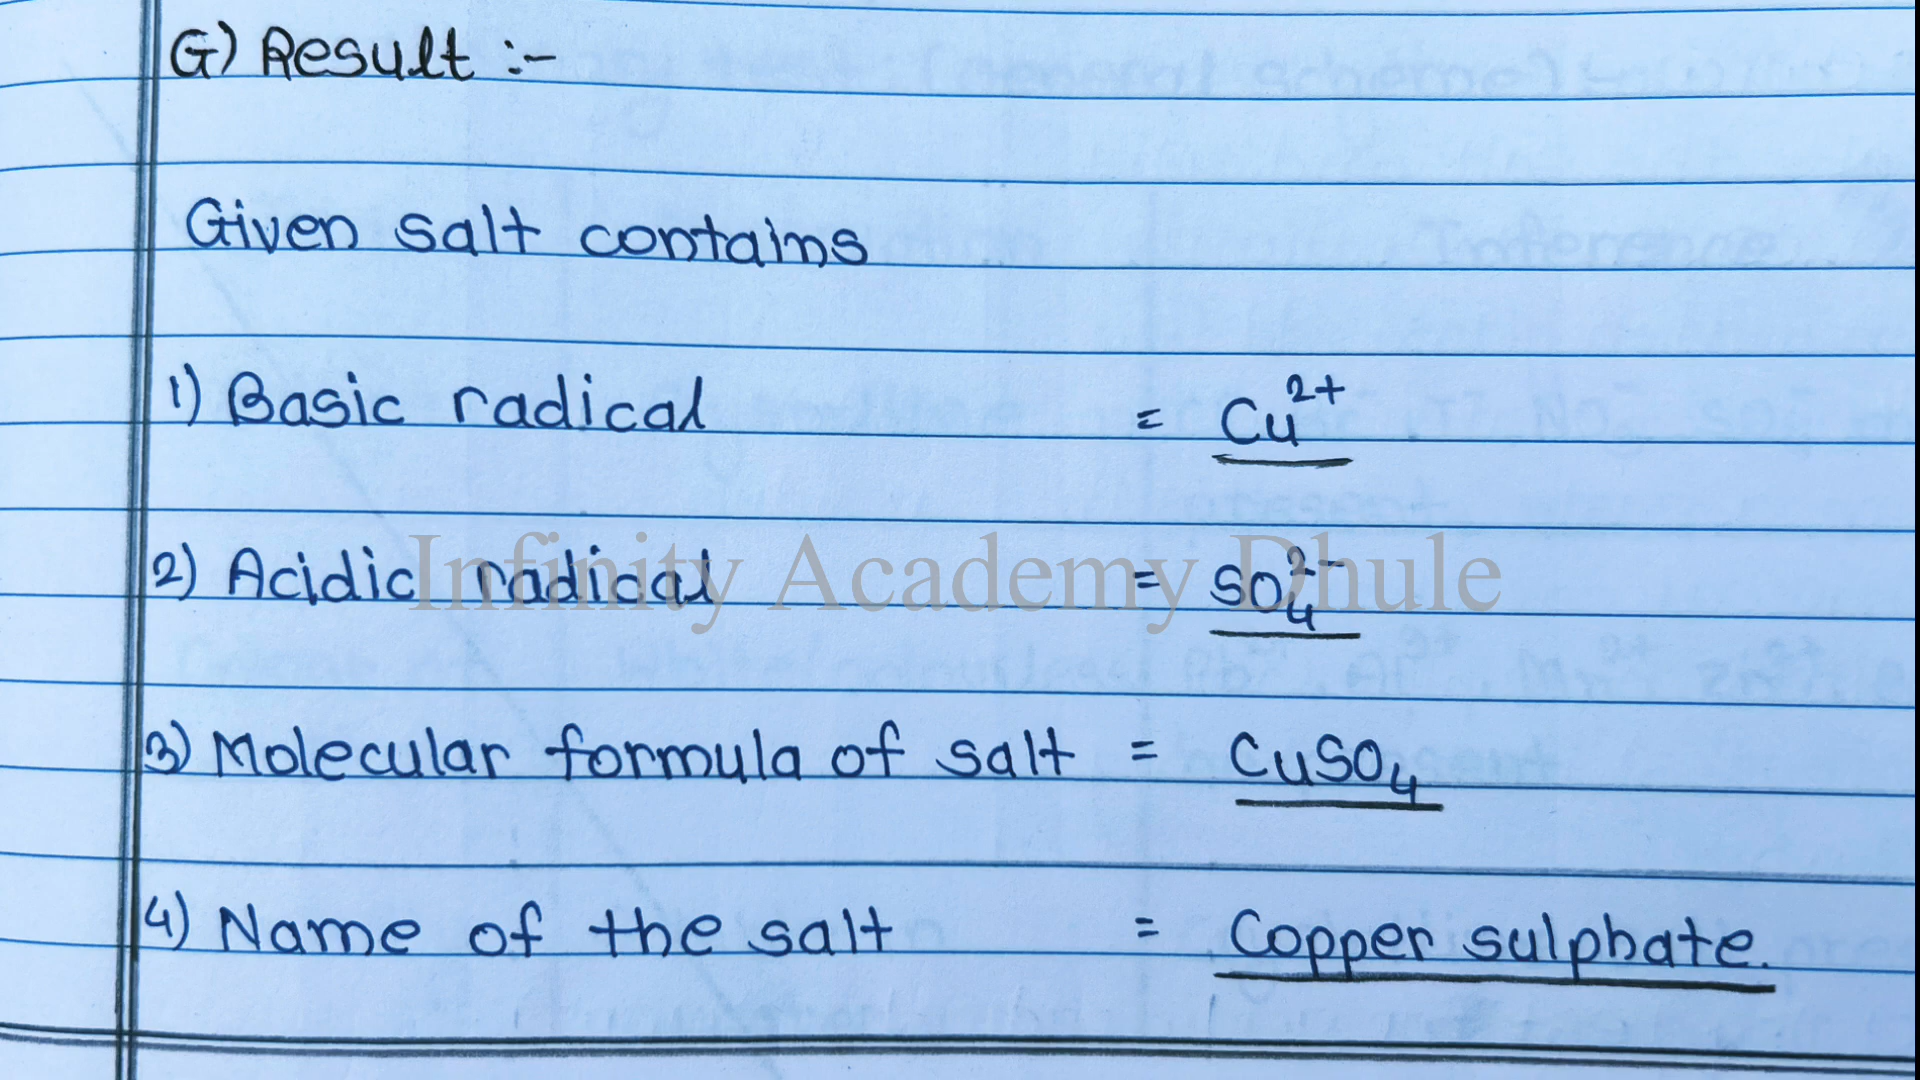 G) Result :-
Given salt contains
1) Basic radical = Cu²⁺
2) Acidic radical = SO₄²⁻
Infinity Academy Dhule
3) Molecular formula of salt = CuSO₄
4) Name of the salt = Copper sulphate.